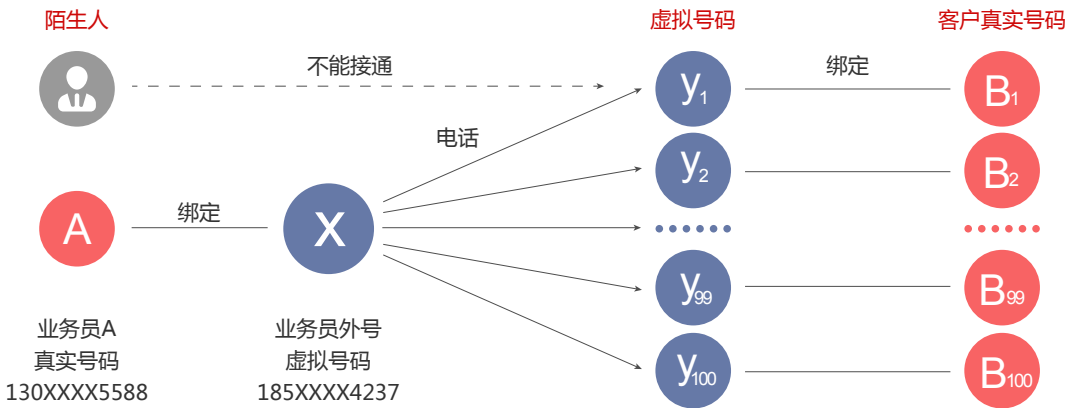 陌生人
虚拟号码
客户真实号码
不能接通
绑定
y1
B1
电话
y2
B2
A
绑定
X
y99
B99
业务员A
真实号码
130XXXX5588
业务员外号
虚拟号码
185XXXX4237
y100
B100